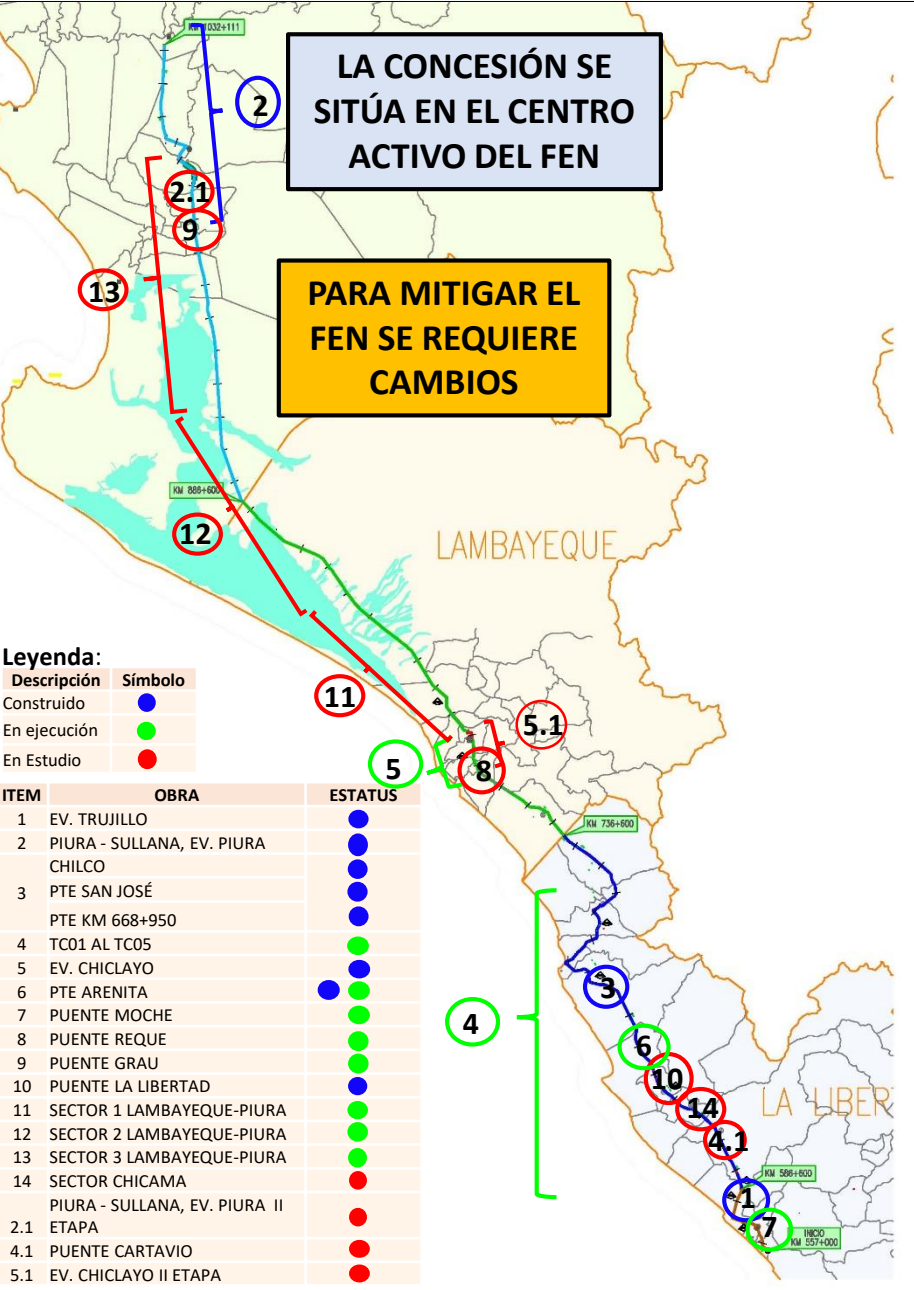 KM 1032+111
LA CONCESIÓN SE
SITÚA EN EL CENTRO
ACTIVO DEL FEN
2
2.1
9
13
PARA MITIGAR EL
FEN SE REQUIERE
CAMBIOS
KM 886+600
12
LAMBAYEQUE
11
5.1
5
8
KM 736+600
Leyenda:
Descripción Símbolo
Construido
En ejecución
En Estudio
ITEM OBRA ESTATUS
1 EV. TRUJILLO
2 PIURA - SULLANA, EV. PIURA
CHILCO
3 PTE SAN JOSÉ
PTE KM 668+950
4 TC01 AL TC05
5 EV. CHICLAYO
6 PTE ARENITA
7 PUENTE MOCHE
8 PUENTE REQUE
9 PUENTE GRAU
10 PUENTE LA LIBERTAD
11 SECTOR 1 LAMBAYEQUE-PIURA
12 SECTOR 2 LAMBAYEQUE-PIURA
13 SECTOR 3 LAMBAYEQUE-PIURA
14 SECTOR CHICAMA
PIURA - SULLANA, EV. PIURA II
2.1 ETAPA
4.1 PUENTE CARTAVIO
5.1 EV. CHICLAYO II ETAPA
3
4
6
10
14
LA LIBER
4.1
KM 586+600
1
7
INICIO
KM 557+000